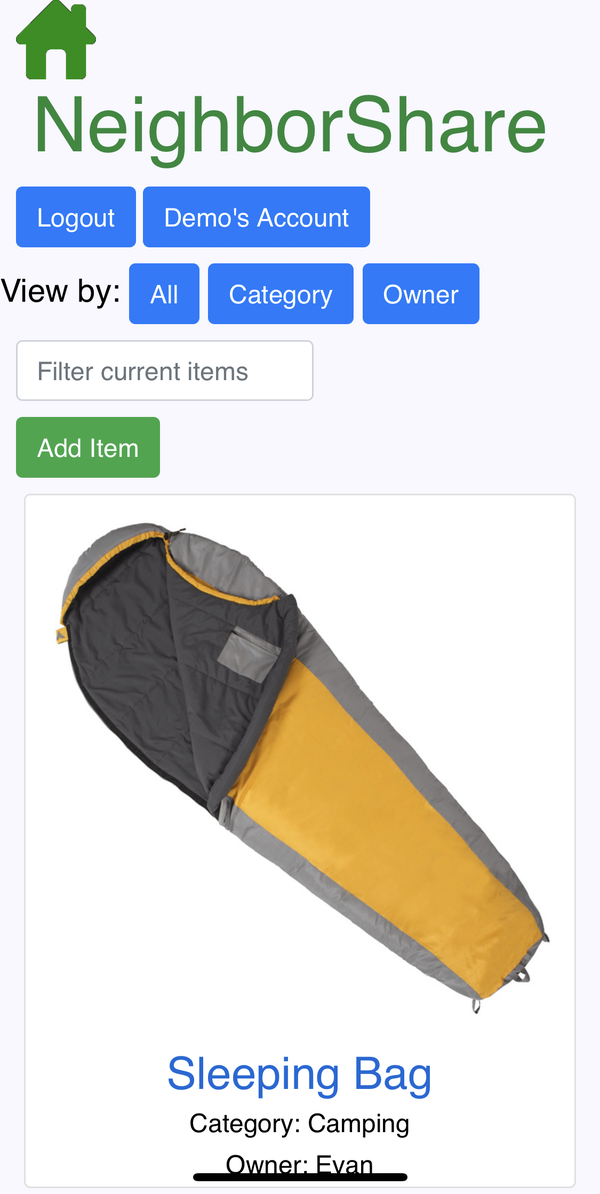 NeighborShare
Logout Demo's Account
View by: All Category Owner
Filter current items
Add Item
Sleeping Bag
Category: Camping
Owner: Evan